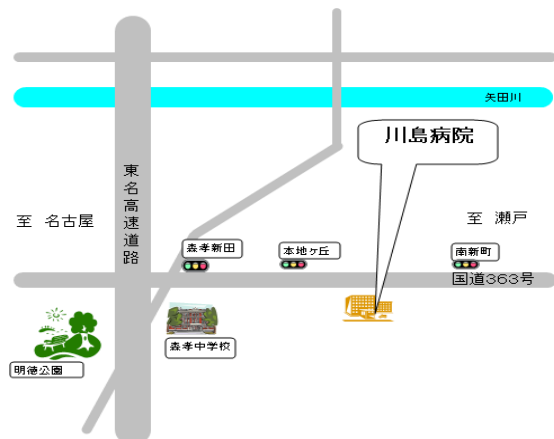 矢田川
川島病院
東名高速道路
至 名古屋
至 瀬戸
森孝新田
本地ヶ丘
南新町
国道363号
森孝中学校
明徳公園